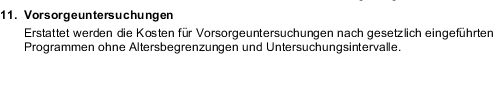 11. Vorsorgeuntersuchungen
Erstattet werden die Kosten für Vorsorgeuntersuchungen nach gesetzlich eingeführten
Programmen ohne Altersbegrenzungen und Untersuchungsintervalle.